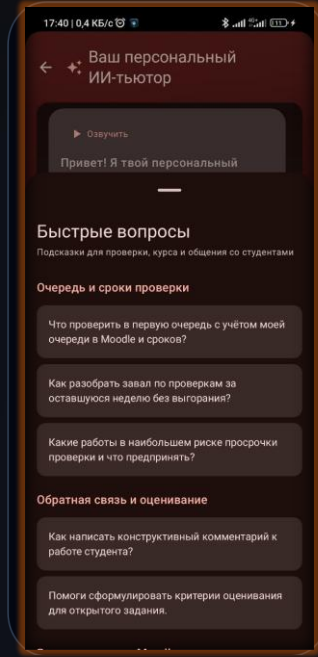 17:40 | 0,4 КБ/с
Ваш персональный
ИИ-тьютор
Озвучить
Привет! Я твой персональный
Быстрые вопросы
Подсказки для проверки, курса и общения со студентами
Очередь и сроки проверки
Что проверить в первую очередь с учётом моей
очереди в Moodle и сроков?
Как разобрать завал по проверкам за
оставшуюся неделю без выгорания?
Какие работы в наибольшем риске просрочки
проверки и что предпринять?
Обратная связь и оценивание
Как написать конструктивный комментарий к
работе студента?
Помоги сформулировать критерии оценивания
для открытого задания.